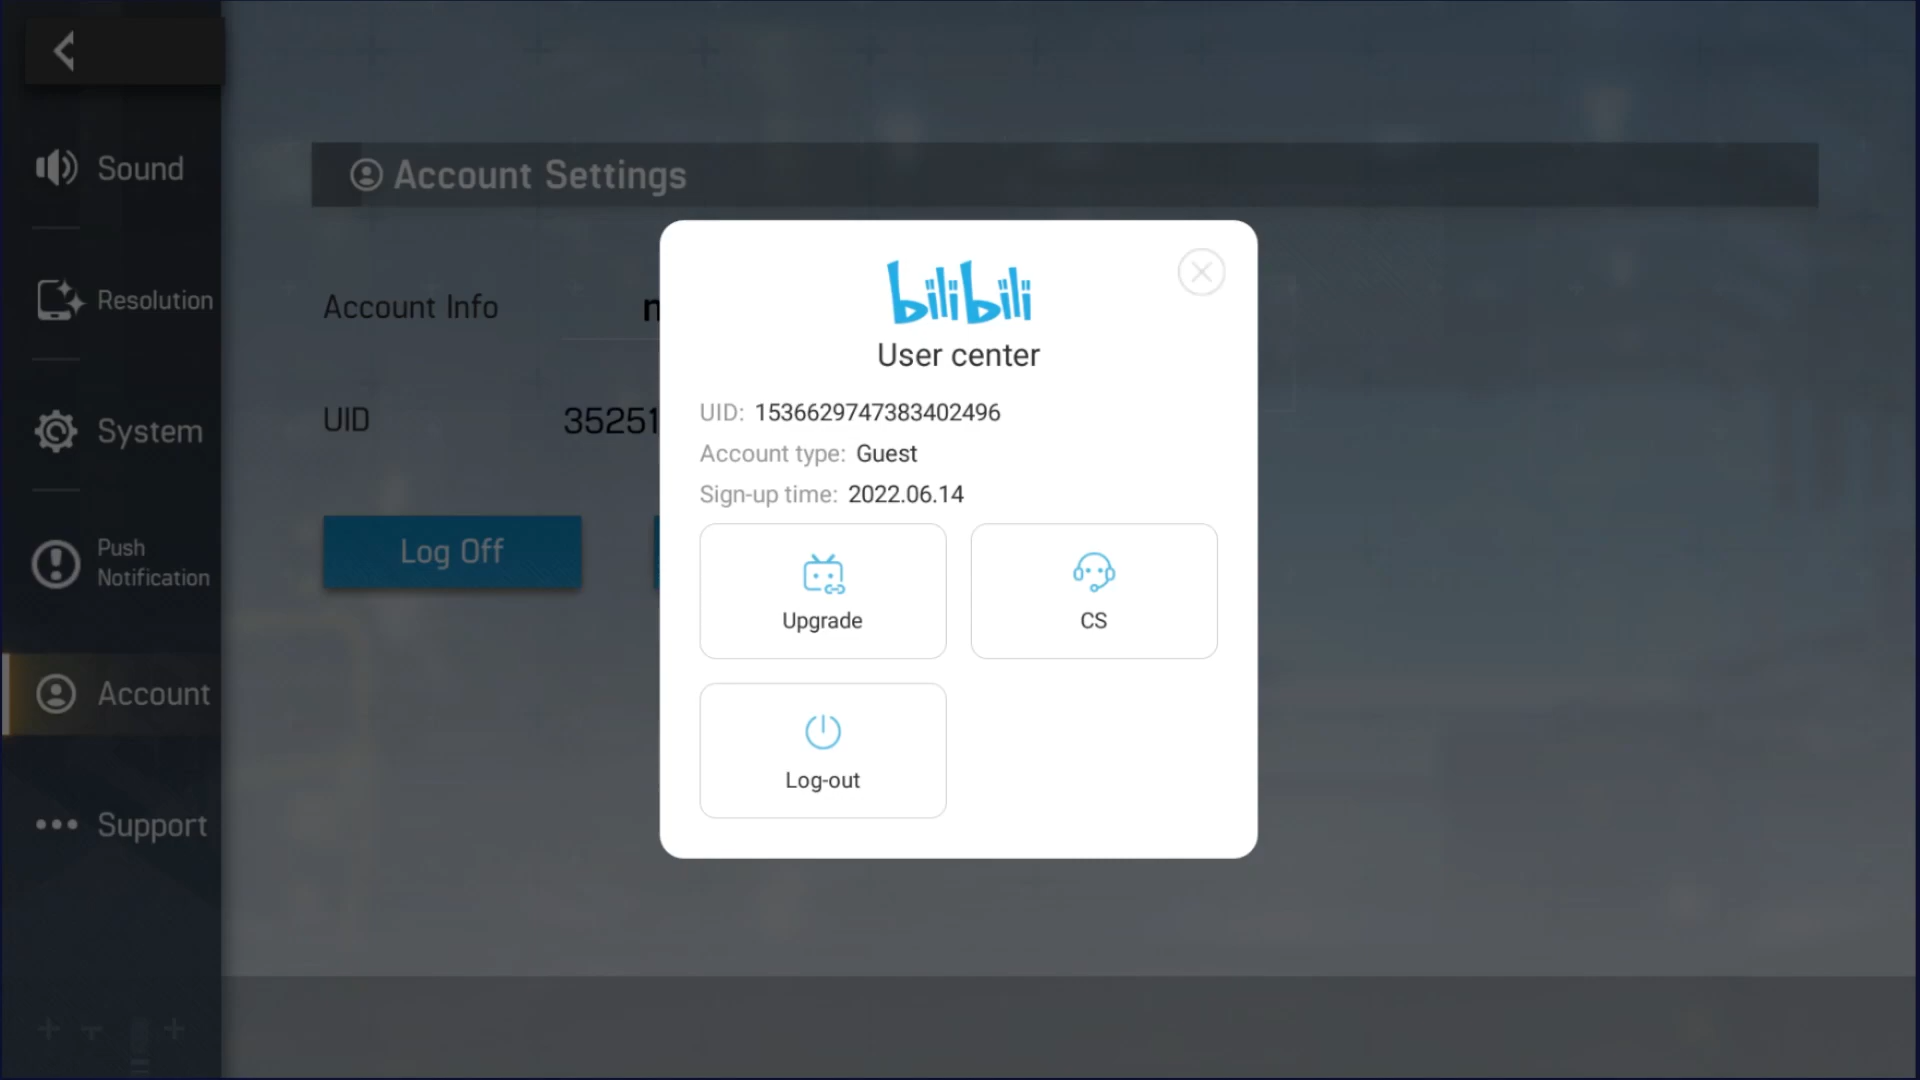 Sound
Resolution
System
Push
Notification
Account
Support
Account Settings
Account Info
UID
35251
Log Off
bilibili
User center
UID: 1536629747383402496
Account type: Guest
Sign-up time: 2022.06.14
Upgrade
CS
Log-out